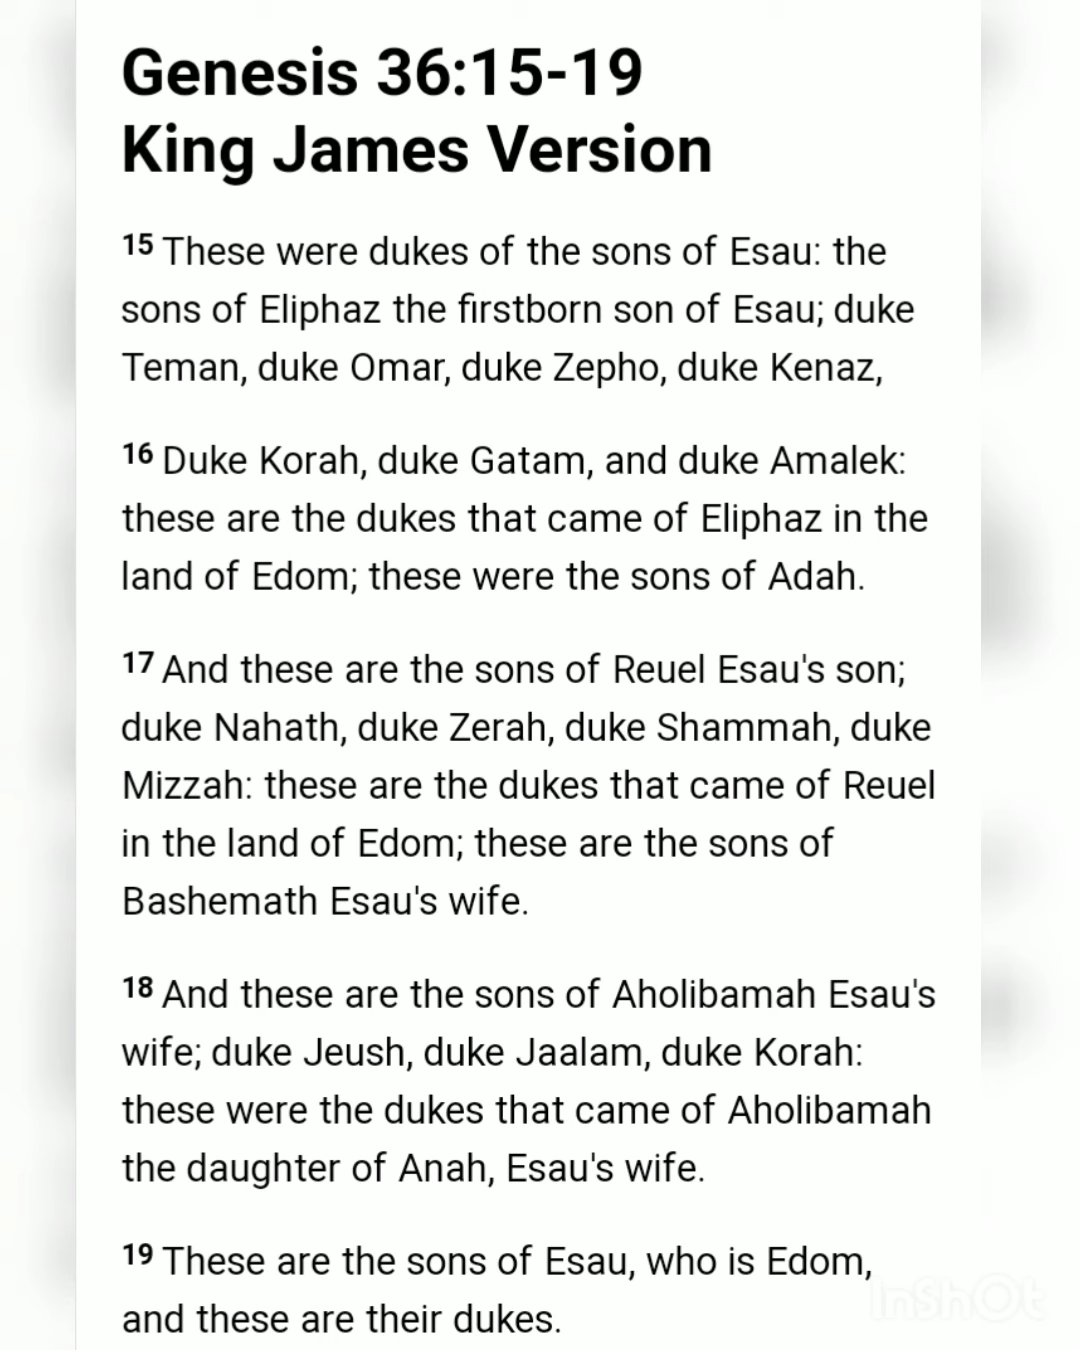 Genesis 36:15-19
King James Version
15 These were dukes of the sons of Esau: the
sons of Eliphaz the firstborn son of Esau; duke
Teman, duke Omar, duke Zepho, duke Kenaz,
16 Duke Korah, duke Gatam, and duke Amalek:
these are the dukes that came of Eliphaz in the
land of Edom; these were the sons of Adah.
17 And these are the sons of Reuel Esau's son;
duke Nahath, duke Zerah, duke Shammah, duke
Mizzah: these are the dukes that came of Reuel
in the land of Edom; these are the sons of
Bashemath Esau's wife.
18 And these are the sons of Aholibamah Esau's
wife; duke Jeush, duke Jaalam, duke Korah:
these were the dukes that came of Aholibamah
the daughter of Anah, Esau's wife.
19 These are the sons of Esau, who is Edom,
and these are their dukes.
InShOt